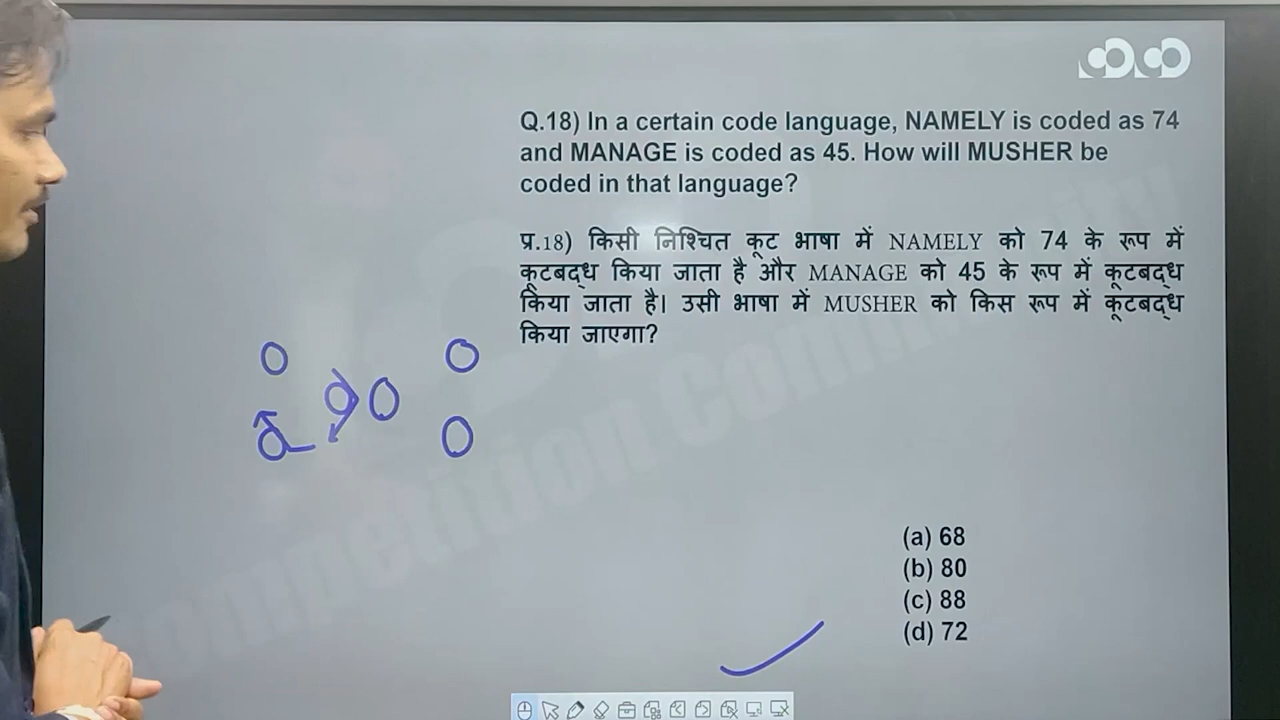 Q.18) In a certain code language, NAMELY is coded as 74
and MANAGE is coded as 45. How will MUSHER be
coded in that language?
प्र.18) किसी निश्चित कूट भाषा में NAMELY को 74 के रूप में
कूटबद्ध किया जाता है और MANAGE को 45 के रूप में कूटबद्ध
किया जाता है। उसी भाषा में MUSHER को किस रूप में कूटबद्ध
किया जाएगा?
(a) 68
(b) 80
(c) 88
(d) 72